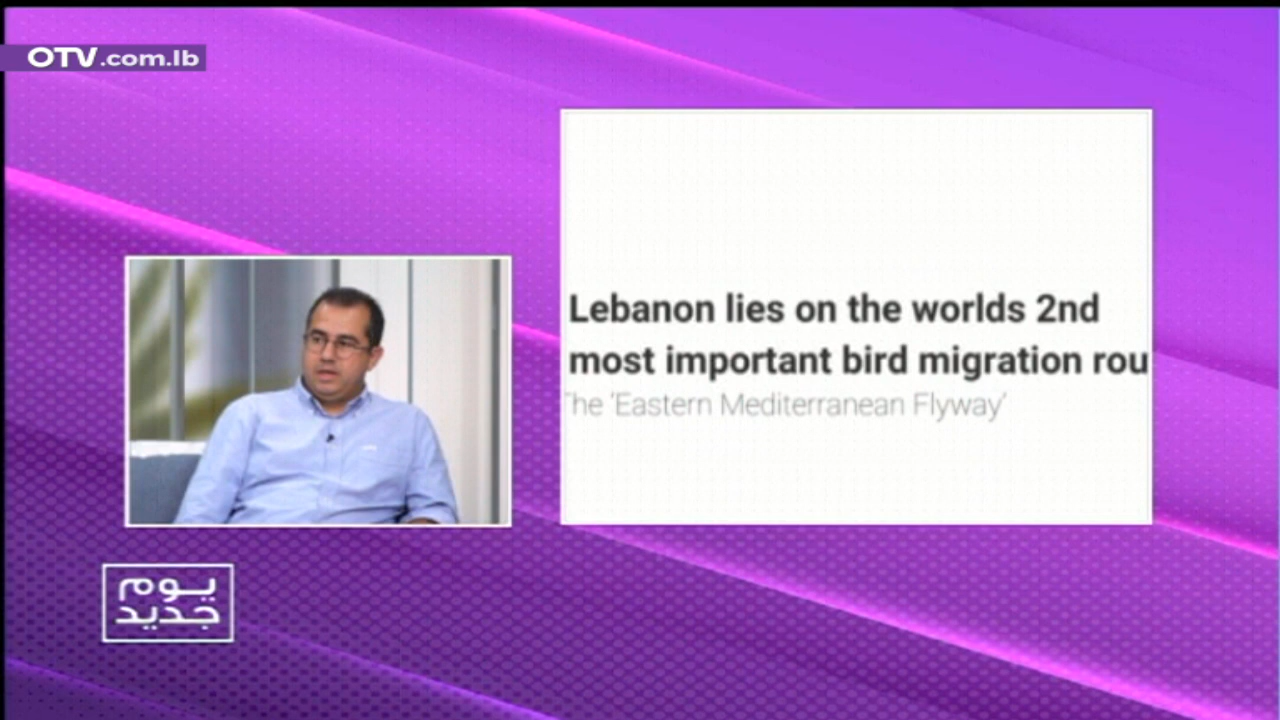 OTV.com.lb
Lebanon lies on the worlds 2nd
most important bird migration rou
The 'Eastern Mediterranean Flyway'
يوم
جديد